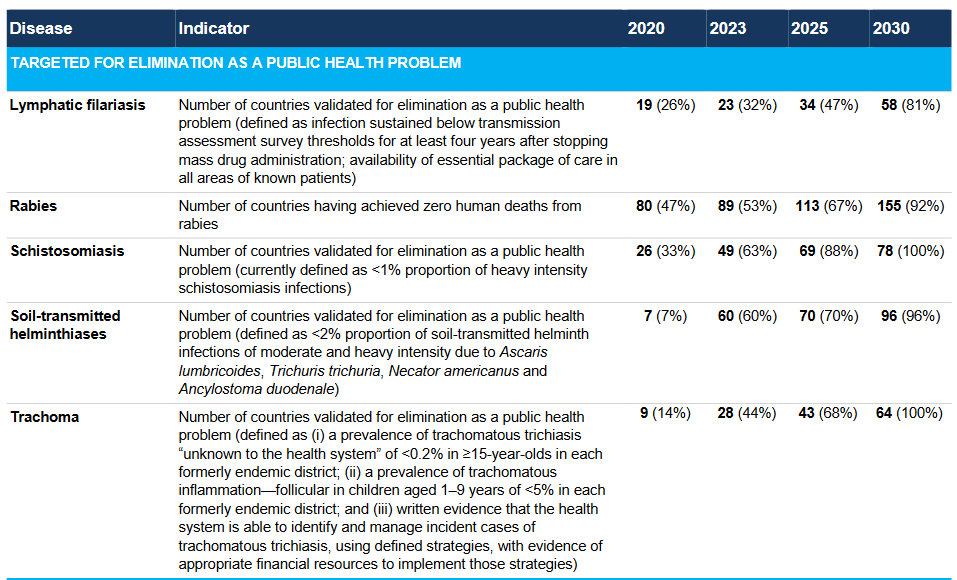 Disease Indicator 2020 2023 2025 2030
TARGETED FOR ELIMINATION AS A PUBLIC HEALTH PROBLEM
Lymphatic filariasis Number of countries validated for elimination as a public health 19 (26%) 23 (32%) 34 (47%) 58 (81%)
problem (defined as infection sustained below transmission
assessment survey thresholds for at least four years after stopping
mass drug administration; availability of essential package of care in
all areas of known patients)
Rabies Number of countries having achieved zero human deaths from 80 (47%) 89 (53%) 113 (67%) 155 (92%)
rabies
Schistosomiasis Number of countries validated for elimination as a public health 26 (33%) 49 (63%) 69 (88%) 78 (100%)
problem (currently defined as <1% proportion of heavy intensity
schistosomiasis infections)
Soil-transmitted Number of countries validated for elimination as a public health 7 (7%) 60 (60%) 70 (70%) 96 (96%)
helminthiases problem (defined as <2% proportion of soil-transmitted helminth
infections of moderate and heavy intensity due to Ascaris
lumbricoides, Trichuris trichuria, Necator americanus and
Ancylostoma duodenale)
Trachoma Number of countries validated for elimination as a public health 9 (14%) 28 (44%) 43 (68%) 64 (100%)
problem (defined as (i) a prevalence of trachomatous trichiasis
“unknown to the health system” of <0.2% in ≥15-year-olds in each
formerly endemic district; (ii) a prevalence of trachomatous
inflammation—follicular in children aged 1–9 years of <5% in each
formerly endemic district; and (iii) written evidence that the health
system is able to identify and manage incident cases of
trachomatous trichiasis, using defined strategies, with evidence of
appropriate financial resources to implement those strategies)